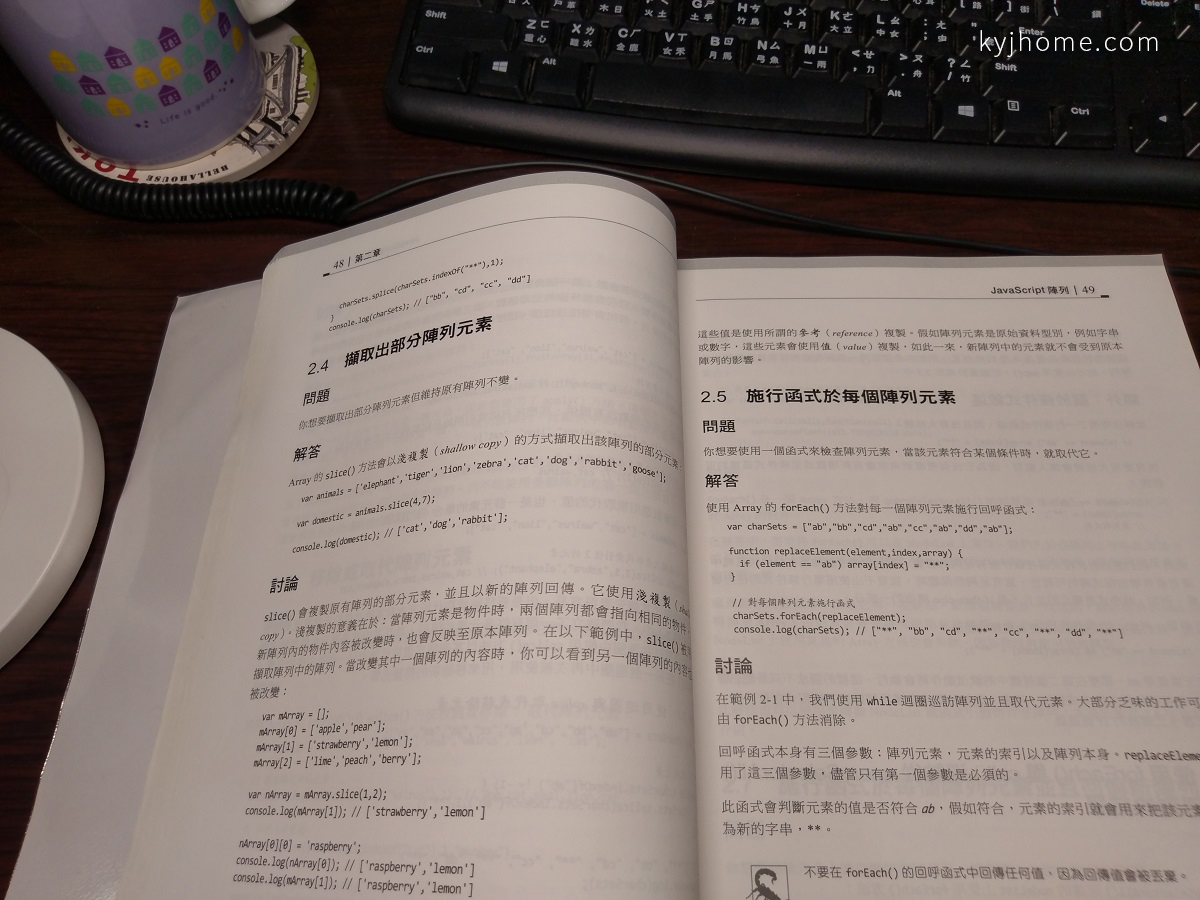 kyjhome.com
Life is good
BELLAHOUSE
Shift
Ctrl
Alt
Enter
Shift
Alt
Ctrl
Delete
48 | 第二章
charSets.splice(charSets.indexOf("**"),1);
}
console.log(charSets); // ["bb", "cd", "cc", "dd"]
2.4 擷取出部分陣列元素
問題
你想要擷取出部分陣列元素但維持原有陣列不變。
解答
Array 的 slice() 方法會以淺複製（shallow copy）的方式擷取出該陣列的部分元素。
var animals = ['elephant','tiger','lion','zebra','cat','dog','rabbit','goose'];
var domestic = animals.slice(4,7);
console.log(domestic); // ['cat','dog','rabbit'];
討論
slice() 會複製原有陣列的部分元素，並且以新的陣列回傳。它使用淺複製（
copy）。淺複製的意義在於：當陣列元素是物件時，兩個陣列都會指向相同的物件，
新陣列內的物件內容被改變時，也會反映至原本陣列。在以下範例中，slice()
擷取陣列中的陣列。當改變其中一個陣列的內容時，你可以看到另一個陣列的內容
被改變：
var mArray = [];
mArray[0] = ['apple','pear'];
mArray[1] = ['strawberry','lemon'];
mArray[2] = ['lime','peach','berry'];
var nArray = mArray.slice(1,2);
console.log(mArray[1]); // ['strawberry','lemon']
nArray[0][0] = 'raspberry';
console.log(nArray[0]); // ['raspberry','lemon']
console.log(mArray[1]); // ['raspberry','lemon']
JavaScript 陣列 | 49
這些值是使用所謂的參考（reference）複製。假如陣列元素是原始資料型別，例如字串
或數字，這些元素會使用值（value）複製。如此一來，新陣列中的元素就不會受到原本
陣列的影響。
2.5 施行函式於每個陣列元素
問題
你想要使用一個函式來檢查陣列元素，當該元素符合某個條件時，就取代它。
解答
使用 Array 的 forEach() 方法對每一個陣列元素施行回呼函式：
var charSets = ["ab","bb","cd","ab","cc","ab","dd","ab"];
function replaceElement(element,index,array) {
if (element == "ab") array[index] = "**";
}
// 對每個陣列元素施行函式
charSets.forEach(replaceElement);
console.log(charSets); // ["**", "bb", "cd", "**", "cc", "**", "dd", "**"]
討論
在範例 2-1 中，我們使用 while 迴圈巡訪陣列並且取代元素。大部分乏味的工作可
由 forEach() 方法消除。
回呼函式本身有三個參數：陣列元素，元素的索引以及陣列本身。replaceEleme
用了這三個參數，儘管只有第一個參數是必須的。
此函式會判斷元素的值是否符合 ab，假如符合，元素的索引就會用來把該元素
為新的字串，**。
不要在 forEach() 的回呼函式中回傳任何值，因為回傳值會被丟棄。